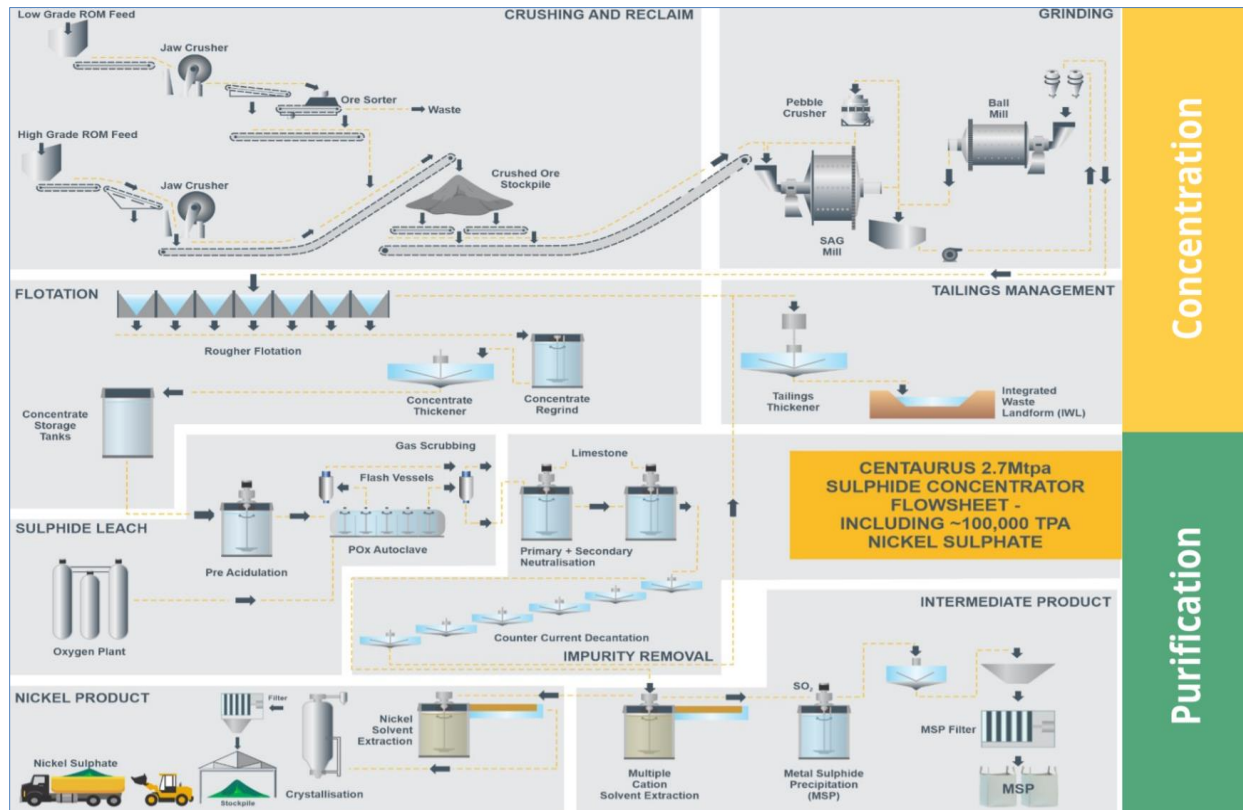 CRUSHING AND RECLAIM
Low Grade ROM Feed
Jaw Crusher
Ore Sorter
Waste
High Grade ROM Feed
Jaw Crusher
Crushed Ore
Stockpile
GRINDING
Pebble
Crusher
Ball
Mill
SAG
Mill
Concentration
FLOTATION
Rougher Flotation
Concentrate
Thickener
Concentrate
Regrind
Concentrate
Storage
Tanks
TAILINGS MANAGEMENT
Tailings
Thickener
Integrated
Waste
Landform (IWL)
SULPHIDE LEACH
Gas Scrubbing
Flash Vessels
Pre Acidulation
POx Autoclave
Oxygen Plant
Limestone
Primary + Secondary
Neutralisation
Counter Current Decantation
IMPURITY REMOVAL
CENTAURUS 2.7Mtpa
SULPHIDE CONCENTRATOR
FLOWSHEET -
INCLUDING ~100,000 TPA
NICKEL SULPHATE
Purification
NICKEL PRODUCT
Filter
Nickel Sulphate
Stockpile
Crystallisation
Nickel
Solvent
Extraction
Multiple
Cation
Solvent Extraction
INTERMEDIATE PRODUCT
SO₂
Metal Sulphide
Precipitation
(MSP)
MSP Filter
MSP